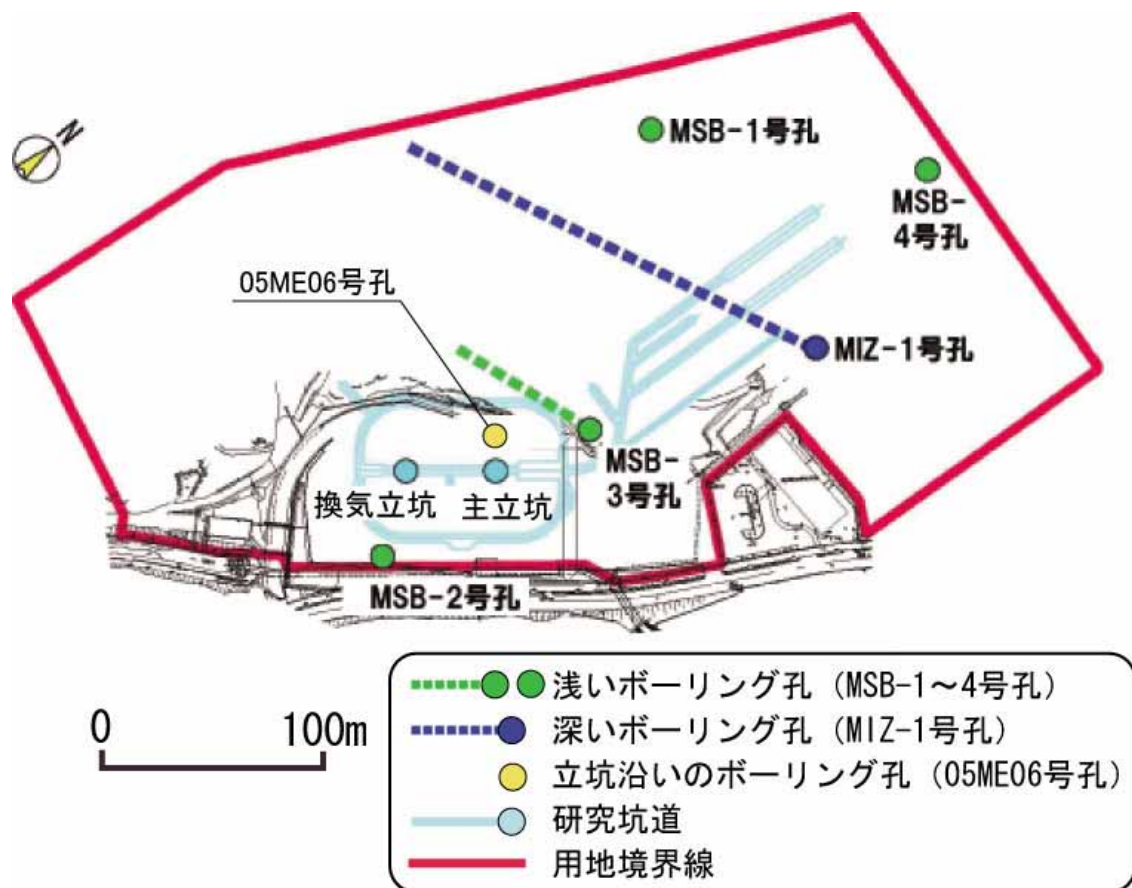 MSB-1号孔
N
MSB-
4号孔
05ME06号孔
MIZ-1号孔
MSB-
3号孔
換気立坑
主立坑
MSB-2号孔
浅いボーリング孔（MSB-1～4号孔）
深いボーリング孔（MIZ-1号孔）
0
100m
立坑沿いのボーリング孔（05ME06号孔）
研究坑道
用地境界線